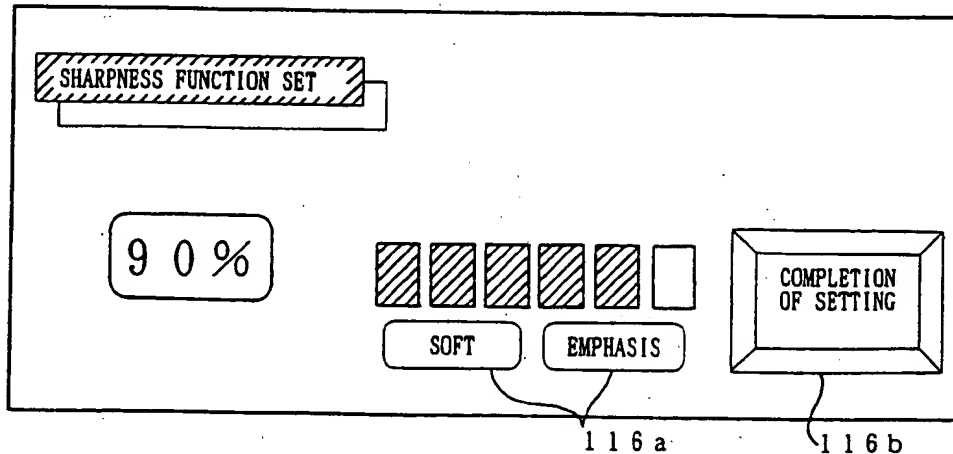 SHARPNESS FUNCTION SET
90%
COMPLETION
OF SETTING
SOFT
EMPHASIS
116a
116b